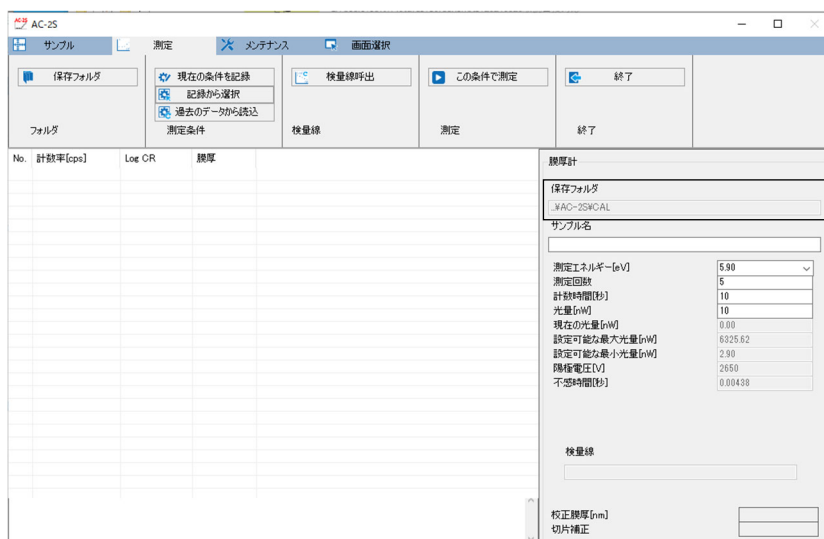 AC-2S
サンプル 測定 メンテナンス 画面選択
保存フォルダ 現在の条件を記録 検量線呼出 この条件で測定 終了
記録から選択
過去のデータから読込
フォルダ 測定条件 検量線 測定 終了
No. 計数率[cps] Log CR 膜厚
膜厚計
保存フォルダ
..¥AC-2S¥CAL
サンプル名
測定エネルギー[eV] 5.90
測定回数 5
計数時間[秒] 10
光量[nW] 10
現在の光量[nW] 0.00
設定可能な最大光量[nW] 6325.62
設定可能な最小光量[nW] 2.90
陽極電圧[V] 2650
不感時間[秒] 0.00438
検量線
校正膜厚[nm]
切片補正